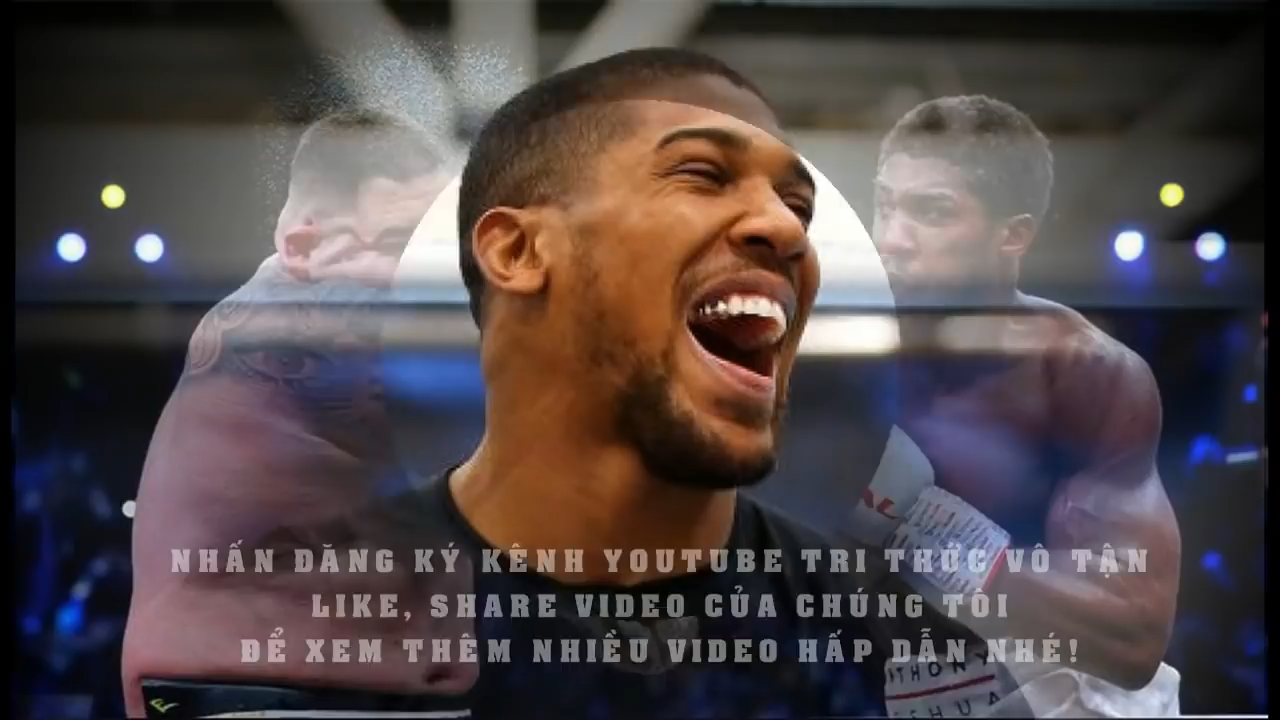 NHẤN ĐĂNG KÝ KÊNH YOUTUBE TRI THỨC VÔ TẬN
LIKE, SHARE VIDEO CỦA CHÚNG TÔI
ĐỂ XEM THÊM NHIỀU VIDEO HẤP DẪN NHÉ!